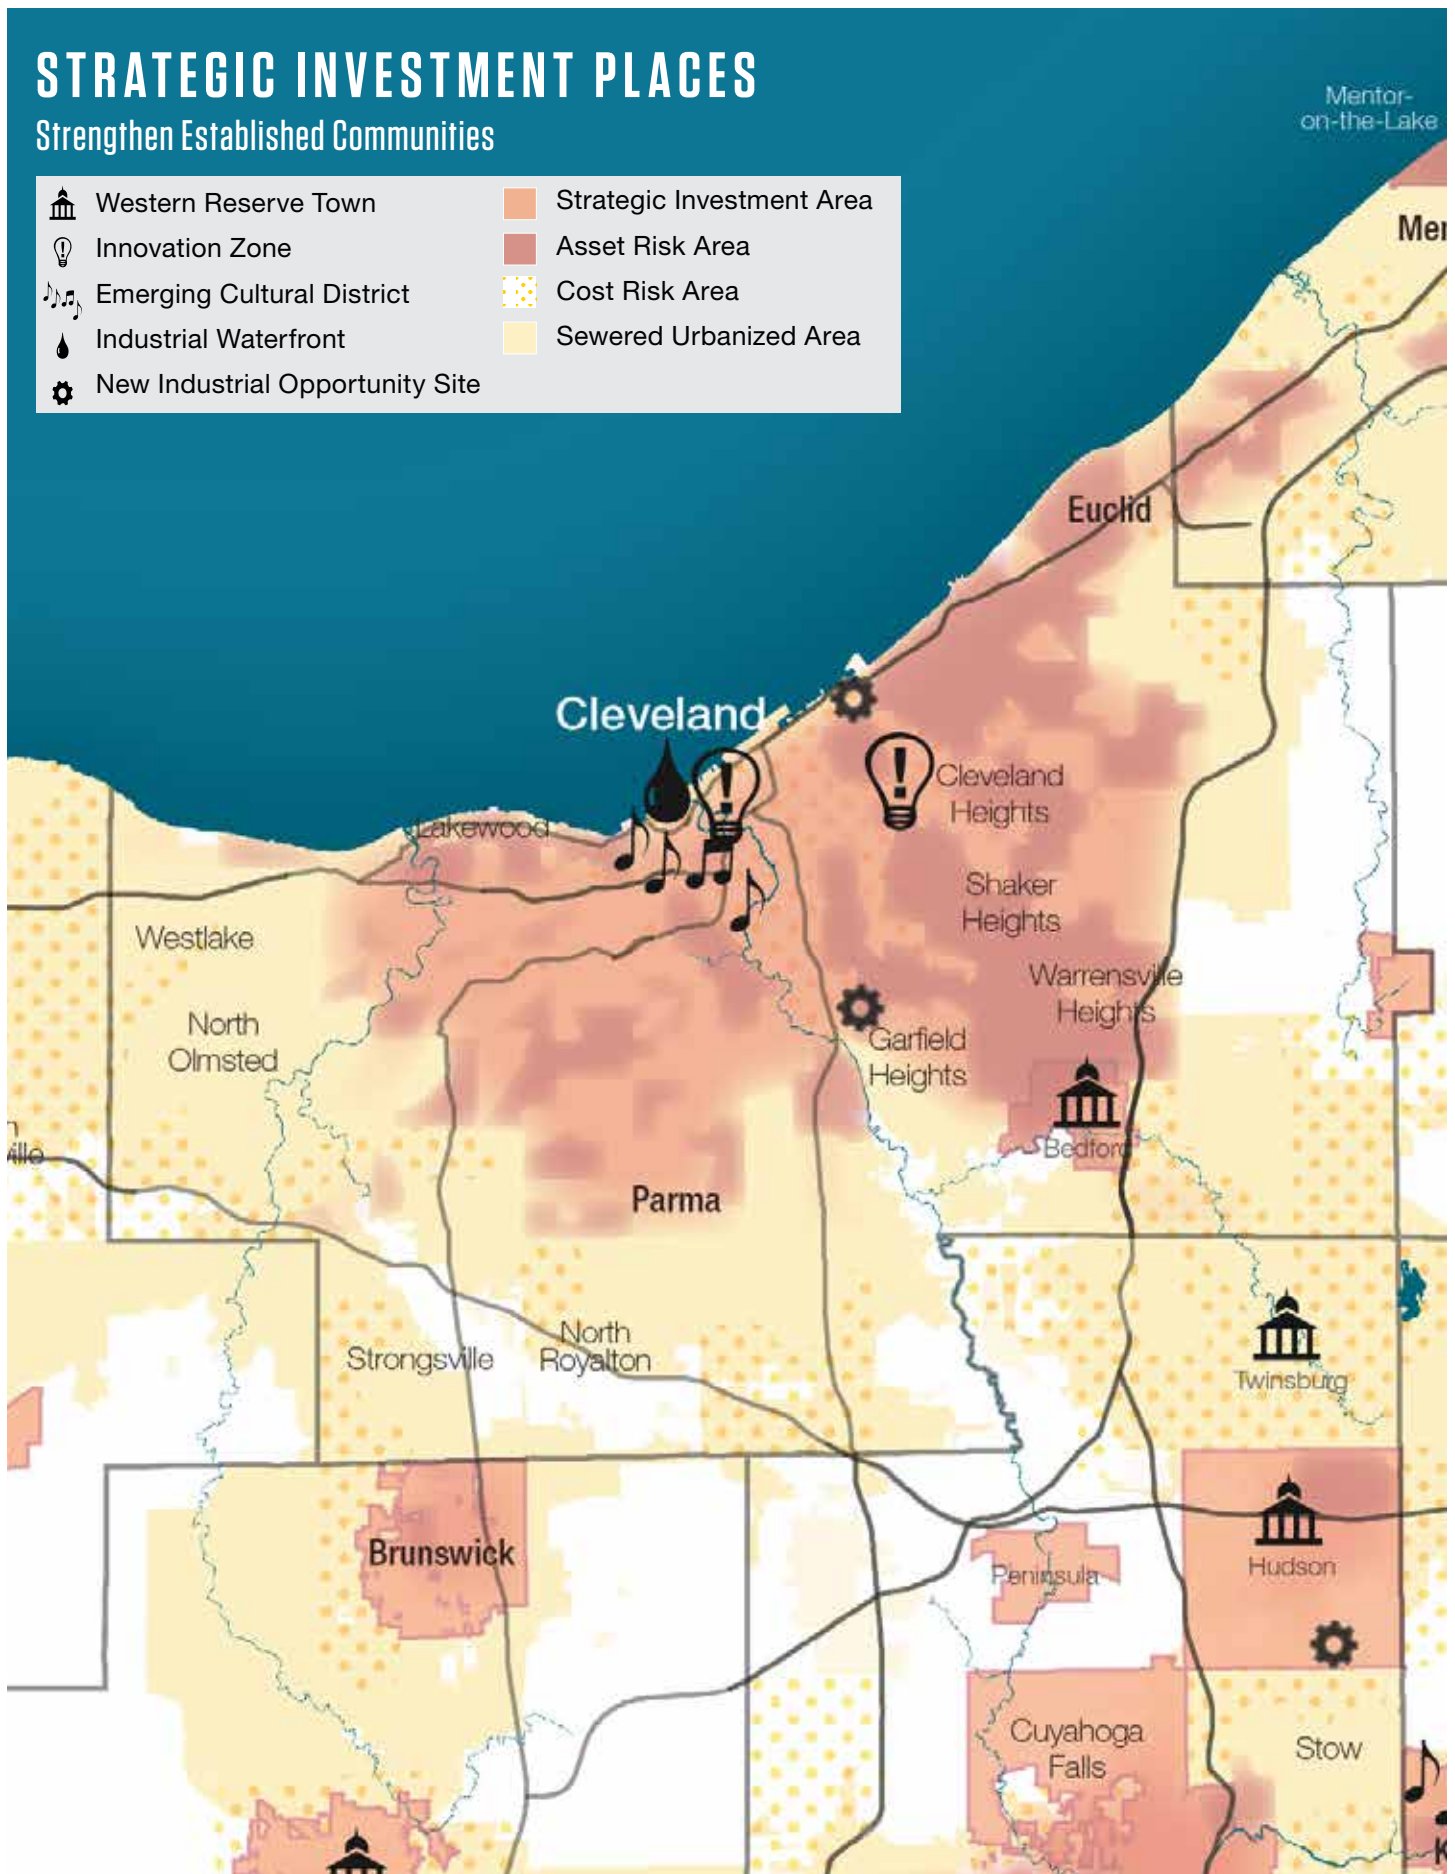 STRATEGIC INVESTMENT PLACES
Strengthen Established Communities
Western Reserve Town
Innovation Zone
Emerging Cultural District
Industrial Waterfront
New Industrial Opportunity Site
Strategic Investment Area
Asset Risk Area
Cost Risk Area
Sewered Urbanized Area
Mentor-
on-the-Lake
Men
Euclid
Cleveland
Cleveland
Heights
Lakewood
Shaker
Heights
Westlake
Warrensville
Heights
North
Olmsted
Garfield
Heights
ille
Bedford
Parma
North
Royalton
Strongsville
Twinsburg
Brunswick
Peninsula
Hudson
Cuyahoga
Falls
Stow
K